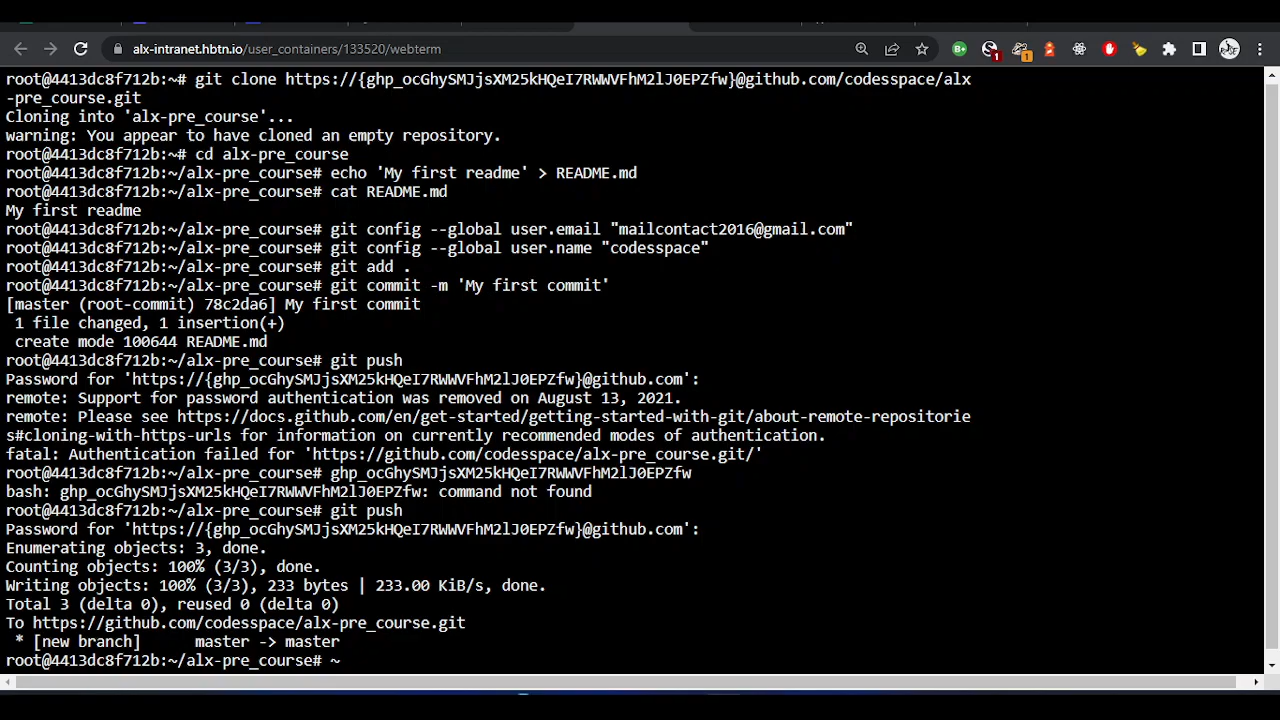 alx-intranet.hbtn.io/user_containers/133520/webterm
root@4413dc8f712b:~# git clone https://{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}@github.com/codesspace/alx
-pre_course.git
Cloning into 'alx-pre_course'...
warning: You appear to have cloned an empty repository.
root@4413dc8f712b:~# cd alx-pre_course
root@4413dc8f712b:~/alx-pre_course# echo 'My first readme' > README.md
root@4413dc8f712b:~/alx-pre_course# cat README.md
My first readme
root@4413dc8f712b:~/alx-pre_course# git config --global user.email "mailcontact2016@gmail.com"
root@4413dc8f712b:~/alx-pre_course# git config --global user.name "codesspace"
root@4413dc8f712b:~/alx-pre_course# git add .
root@4413dc8f712b:~/alx-pre_course# git commit -m 'My first commit'
[master (root-commit) 78c2da6] My first commit
1 file changed, 1 insertion(+)
create mode 100644 README.md
root@4413dc8f712b:~/alx-pre_course# git push
Password for 'https://{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}@github.com':
remote: Support for password authentication was removed on August 13, 2021.
remote: Please see https://docs.github.com/en/get-started/getting-started-with-git/about-remote-repositorie
s#cloning-with-https-urls for information on currently recommended modes of authentication.
fatal: Authentication failed for 'https://github.com/codesspace/alx-pre_course.git/'
root@4413dc8f712b:~/alx-pre_course# 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
bash: 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: command not found
root@4413dc8f712b:~/alx-pre_course# git push
Password for 'https://{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}@github.com':
Enumerating objects: 3, done.
Counting objects: 100% (3/3), done.
Writing objects: 100% (3/3), 233 bytes | 233.00 KiB/s, done.
Total 3 (delta 0), reused 0 (delta 0)
To https://github.com/codesspace/alx-pre_course.git
* [new branch]      master -> master
root@4413dc8f712b:~/alx-pre_course# ~